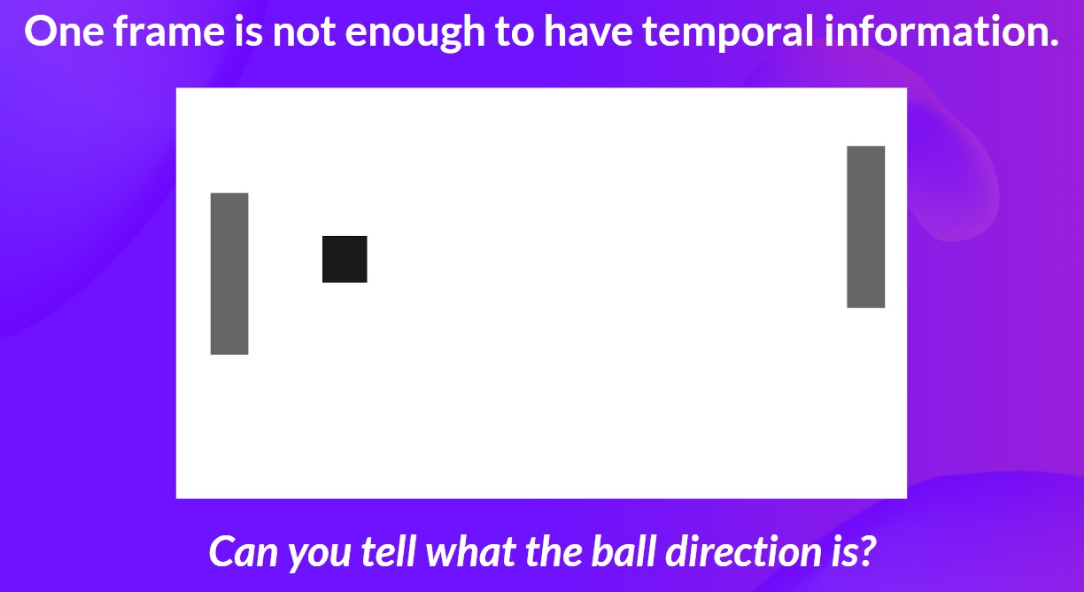 One frame is not enough to have temporal information.
Can you tell what the ball direction is?